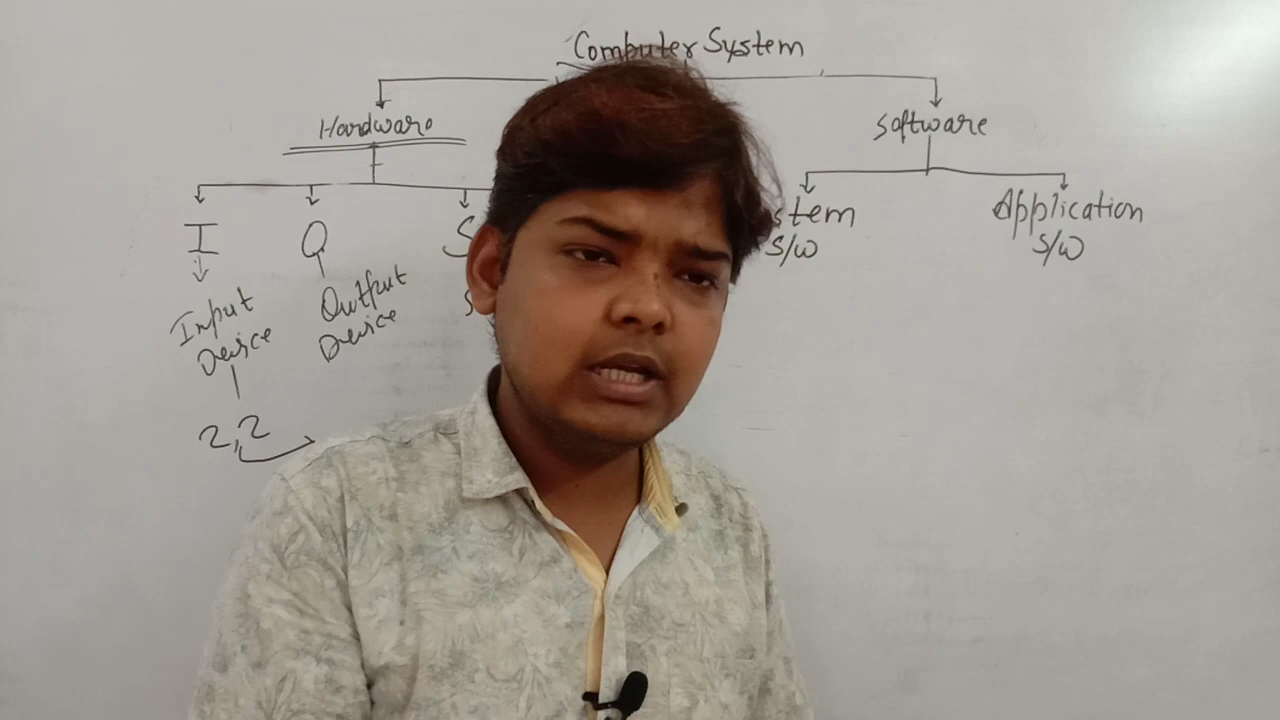 Computer System
Hardware
Software
I
O
S
stem
S/W
Application
S/W
Input
Device
Output
Device
S
2,2